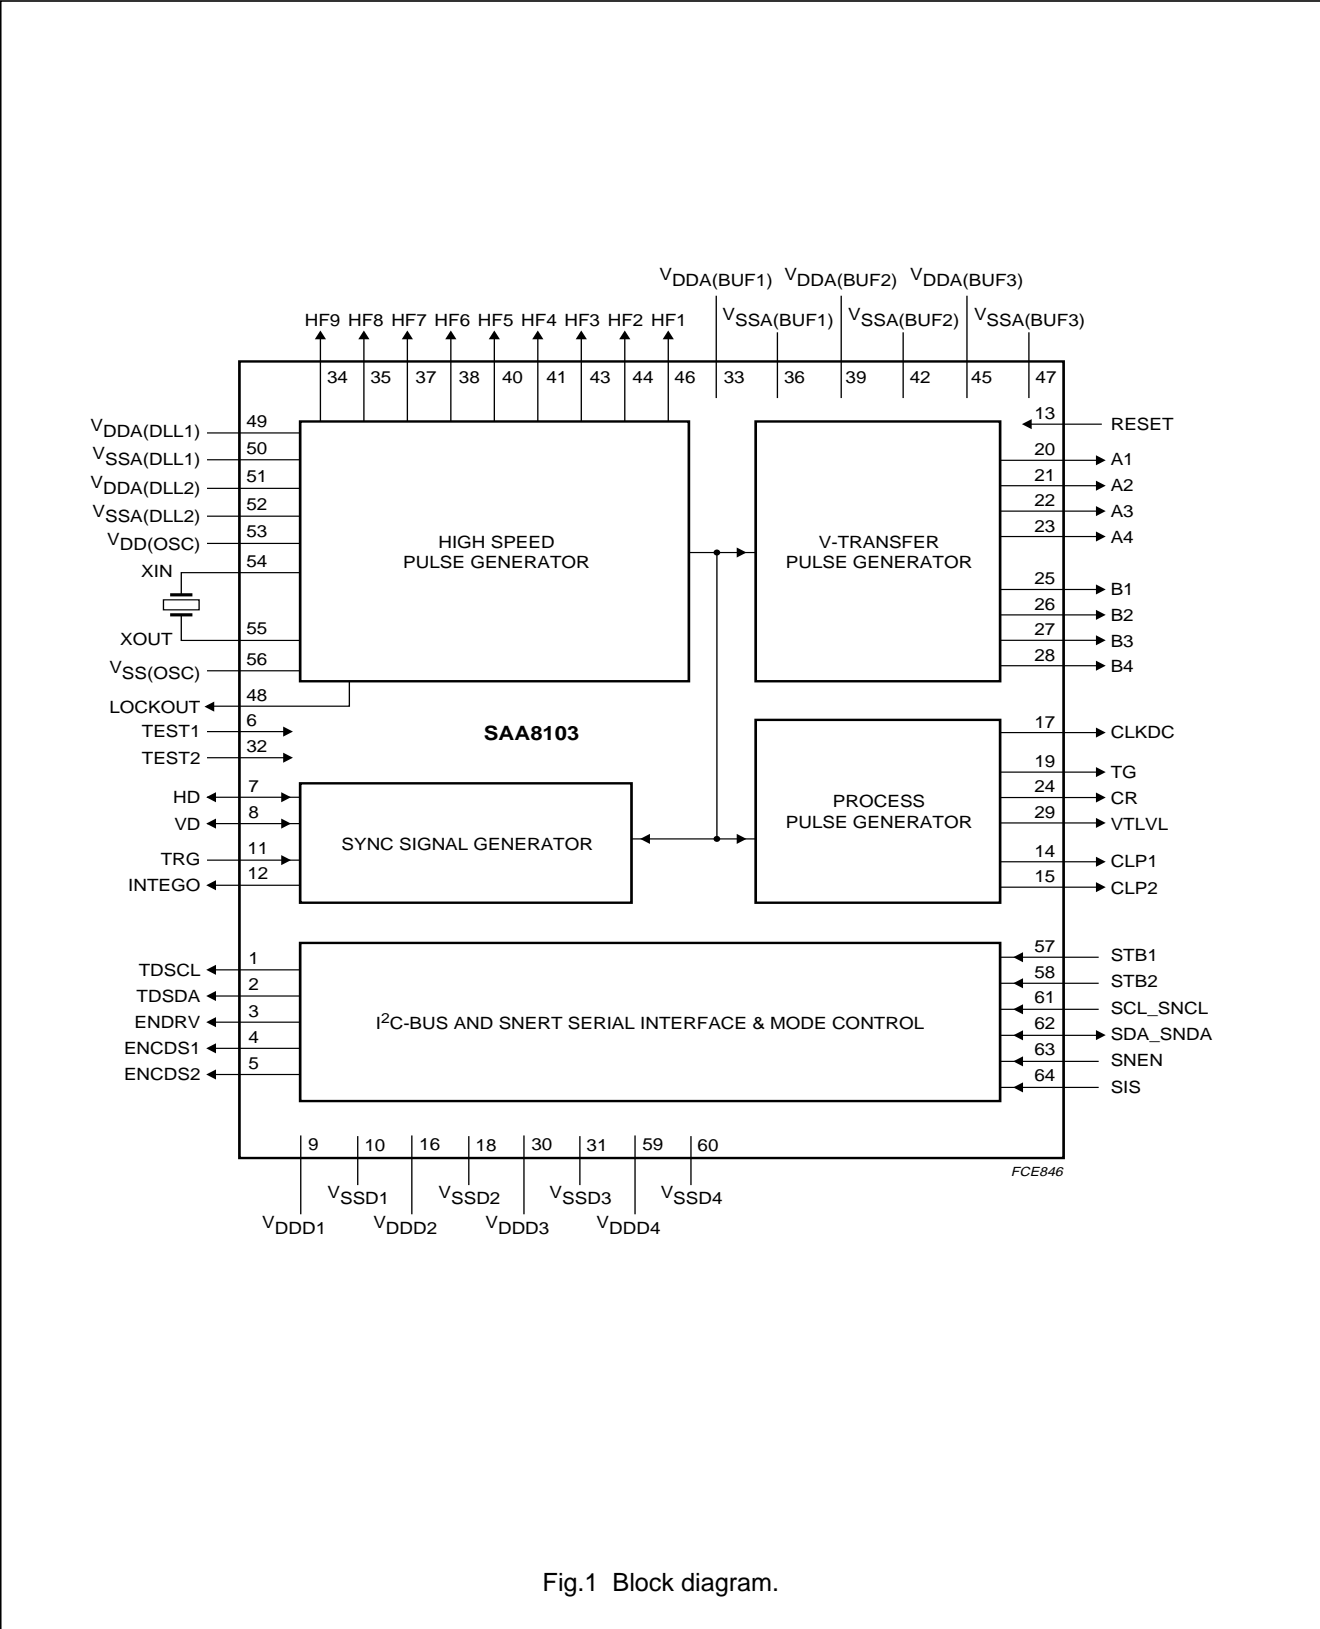 VDDA(BUF1) VDDA(BUF2) VDDA(BUF3)
HF9 HF8 HF7 HF6 HF5 HF4 HF3 HF2 HF1 VSSA(BUF1) VSSA(BUF2) VSSA(BUF3)
34 35 37 38 40 41 43 44 46 33 36 39 42 45 47
VDDA(DLL1) 49
VSSA(DLL1) 50
VDDA(DLL2) 51
VSSA(DLL2) 52
VDD(OSC) 53
XIN 54
XOUT 55
VSS(OSC) 56
LOCKOUT 48
TEST1 6
TEST2 32
HIGH SPEED
PULSE GENERATOR
V-TRANSFER
PULSE GENERATOR
13 RESET
20 A1
21 A2
22 A3
23 A4
25 B1
26 B2
27 B3
28 B4
SAA8103
HD 7
VD 8
TRG 11
INTEGO 12
SYNC SIGNAL GENERATOR
PROCESS
PULSE GENERATOR
17 CLKDC
19 TG
24 CR
29 VTLVL
14 CLP1
15 CLP2
TDSCL 1
TDSDA 2
ENDRV 3
ENCDS1 4
ENCDS2 5
I2C-BUS AND SNERT SERIAL INTERFACE & MODE CONTROL
57 STB1
58 STB2
61 SCL_SNCL
62 SDA_SNDA
63 SNEN
64 SIS
9 10 16 18 30 31 59 60
FCE846
VSSD1 VSSD2 VSSD3 VSSD4
VDDD1 VDDD2 VDDD3 VDDD4
Fig.1 Block diagram.